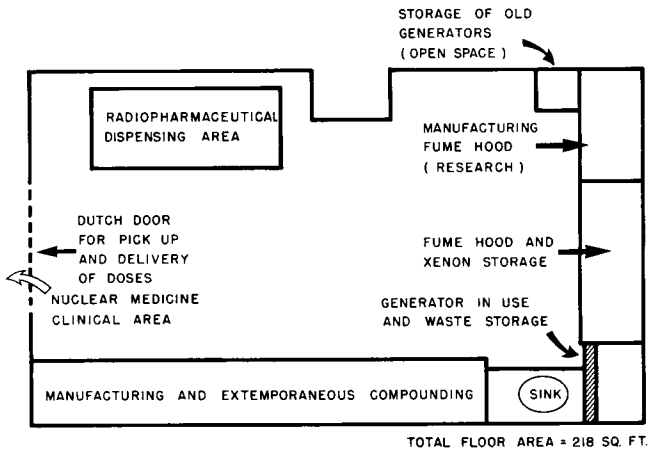 STORAGE OF OLD
GENERATORS
(OPEN SPACE)
RADIOPHARMACEUTICAL
DISPENSING AREA
MANUFACTURING
FUME HOOD
(RESEARCH)
DUTCH DOOR
FOR PICK UP
AND DELIVERY
OF DOSES
NUCLEAR MEDICINE
CLINICAL AREA
FUME HOOD AND
XENON STORAGE
GENERATOR IN USE
AND WASTE STORAGE
MANUFACTURING AND EXTEMPORANEOUS COMPOUNDING
SINK
TOTAL FLOOR AREA = 218 SQ. FT.